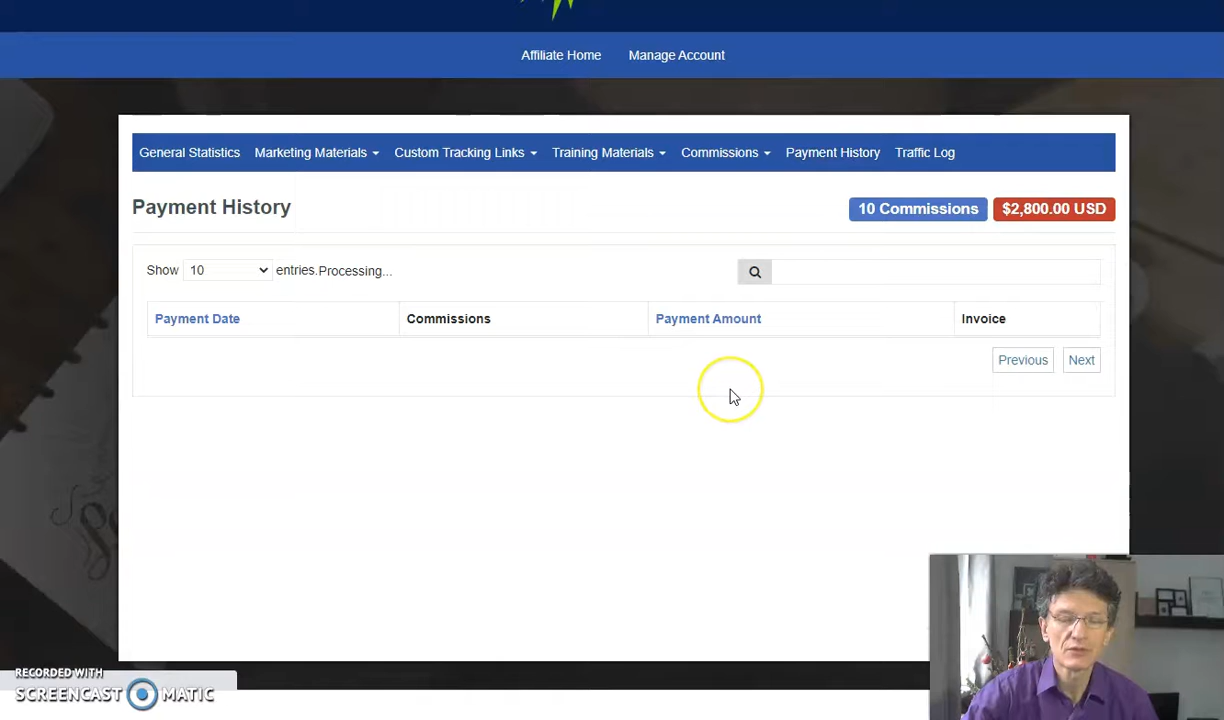 Affiliate Home Manage Account
General Statistics Marketing Materials Custom Tracking Links Training Materials Commissions Payment History Traffic Log
Payment History 10 Commissions $2,800.00 USD
Show 10 entries.Processing...
Payment Date Commissions Payment Amount Invoice
Previous Next
RECORDED WITH
SCREENCAST MATIC